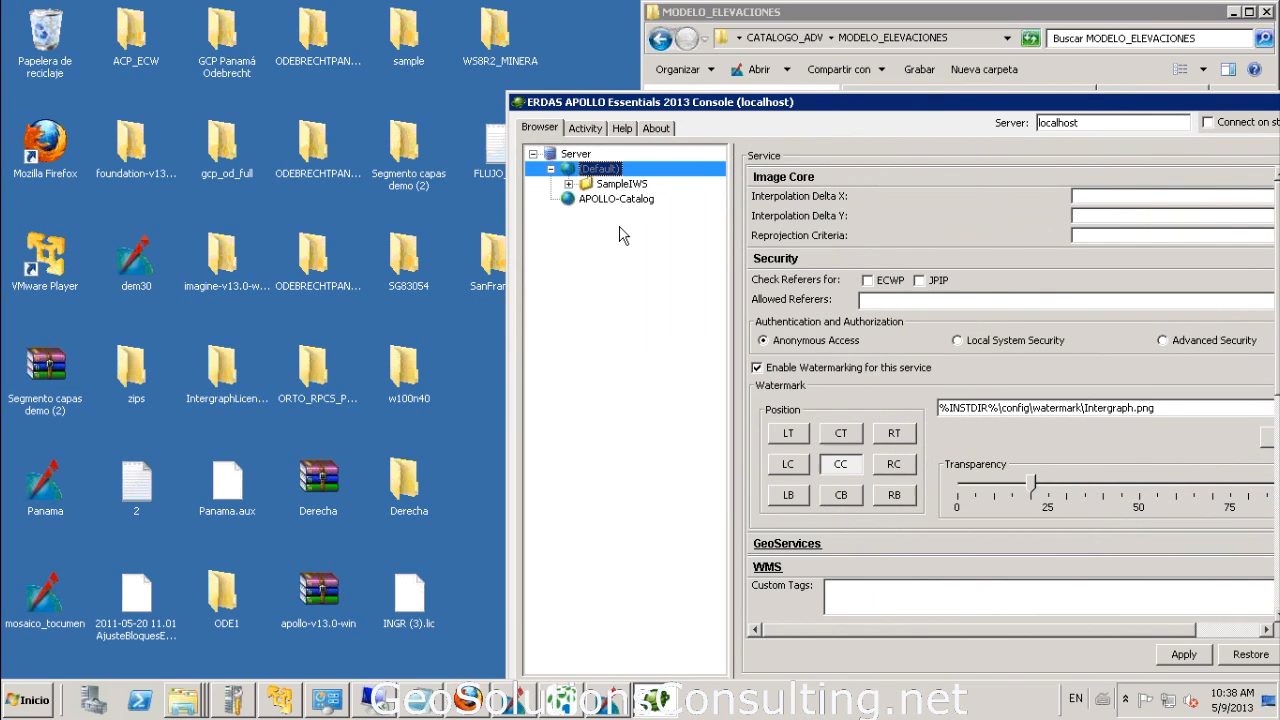 Papelera de
reciclaje
ACP_ECW
GCP Panamá
Odebrecht
ODEBRECHTPAN...
sample
WS8R2_MINERA
Mozilla Firefox
foundation-v13...
gcp_od_full
ODEBRECHTPAN...
Segmento capas
demo (2)
FLUJO_
VMware Player
dem30
imagine-v13.0-w...
ODEBRECHTPAN...
SG83054
SanFran
Segmento capas
demo (2)
zips
IntergraphLicen...
ORTO_RPCS_P...
w100n40
Panama
2
Panama.aux
Derecha
Derecha
mosaico_tocumen
2011-05-20 11.01
AjusteBloquesE...
ODE1
apollo-v13.0-win
INGR (3).lic
MODELO_ELEVACIONES
CATALOGO_ADV
MODELO_ELEVACIONES
Buscar MODELO_ELEVACIONES
Organizar
Abrir
Compartir con
Grabar
Nueva carpeta
ERDAS APOLLO Essentials 2013 Console (localhost)
Browser
Activity
Help
About
Server:
localhost
Connect on st
Server
(Default)
SampleIWS
APOLLO-Catalog
Service
Image Core
Interpolation Delta X:
Interpolation Delta Y:
Reprojection Criteria:
Security
Check Referers for:
ECWP
JPIP
Allowed Referers:
Authentication and Authorization
Anonymous Access
Local System Security
Advanced Security
Enable Watermarking for this service
Watermark
Position
%INSTDIR%\config\watermark\Intergraph.png
LT
CT
RT
LC
CC
RC
LB
CB
RB
Transparency
0
25
50
75
GeoServices
WMS
Custom Tags:
Apply
Restore
Inicio
GeoSolutionsConsulting.net
EN
10:38 AM
5/9/2013